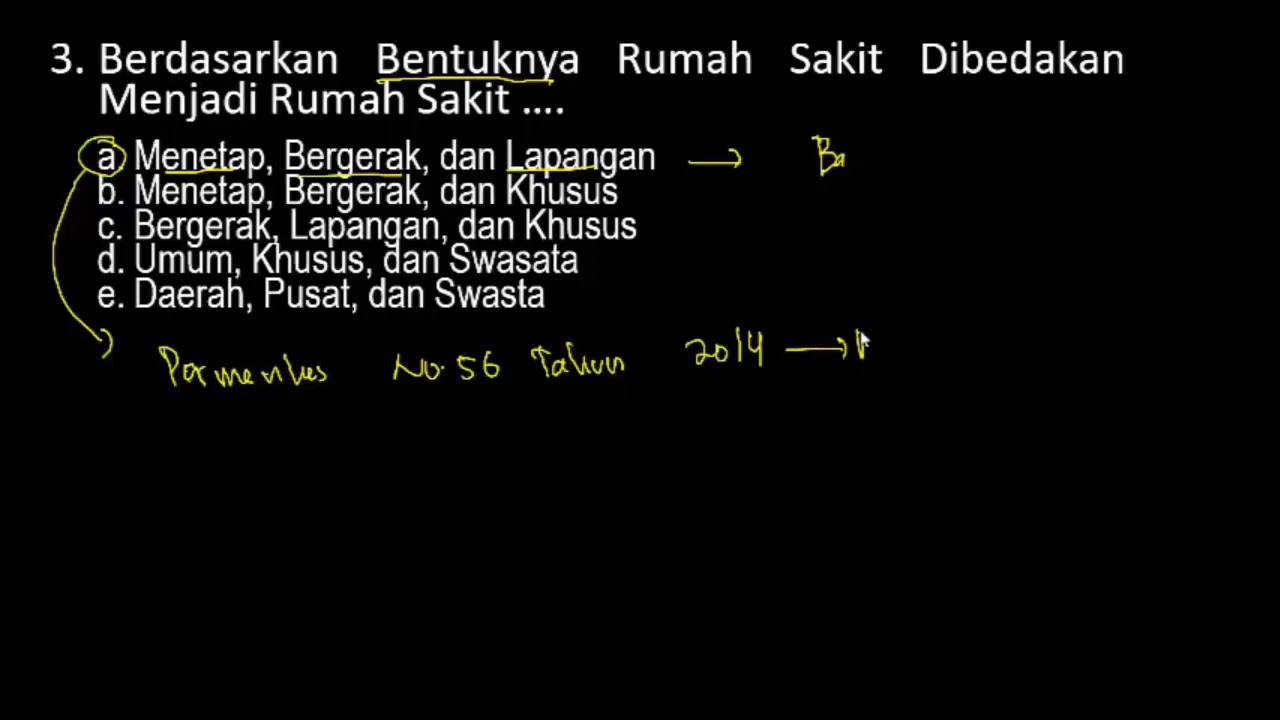 3. Berdasarkan Bentuknya Rumah Sakit Dibedakan
Menjadi Rumah Sakit ....
a Menetap, Bergerak, dan Lapangan → Ba
b. Menetap, Bergerak, dan Khusus
c. Bergerak, Lapangan, dan Khusus
d. Umum, Khusus, dan Swasata
e. Daerah, Pusat, dan Swasta
Permenkes No. 56 Tahun 2014 →